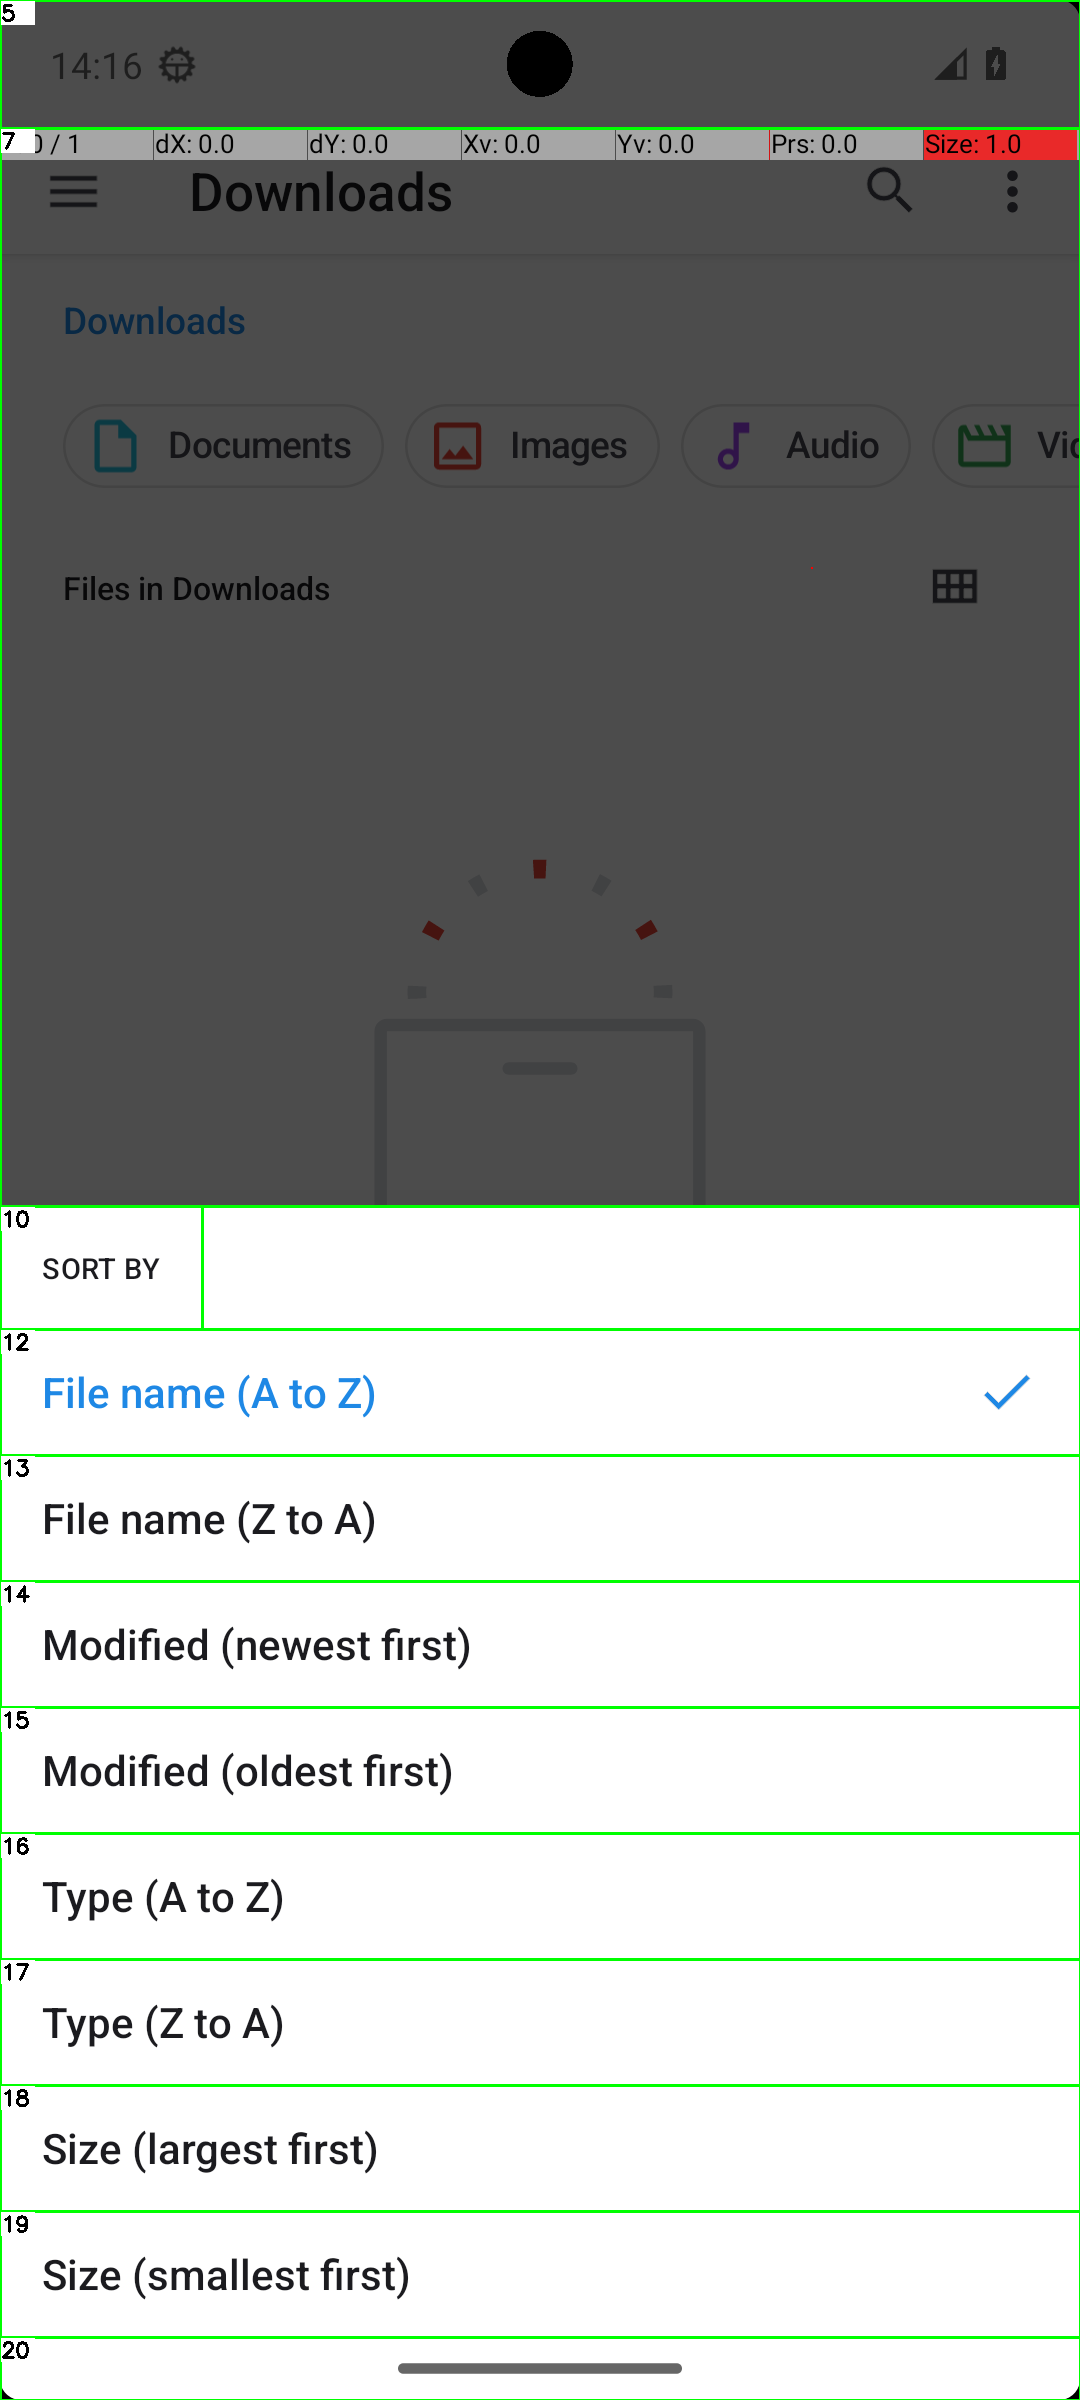 5
14:16
7
0 / 1 dX: 0.0 dY: 0.0 Xv: 0.0 Yv: 0.0 Prs: 0.0 Size: 1.0
Downloads
Downloads
Documents Images Audio
Files in Downloads
10
SORT BY
12
File name (A to Z)
13
File name (Z to A)
14
Modified (newest first)
15
Modified (oldest first)
16
Type (A to Z)
17
Type (Z to A)
18
Size (largest first)
19
Size (smallest first)
20